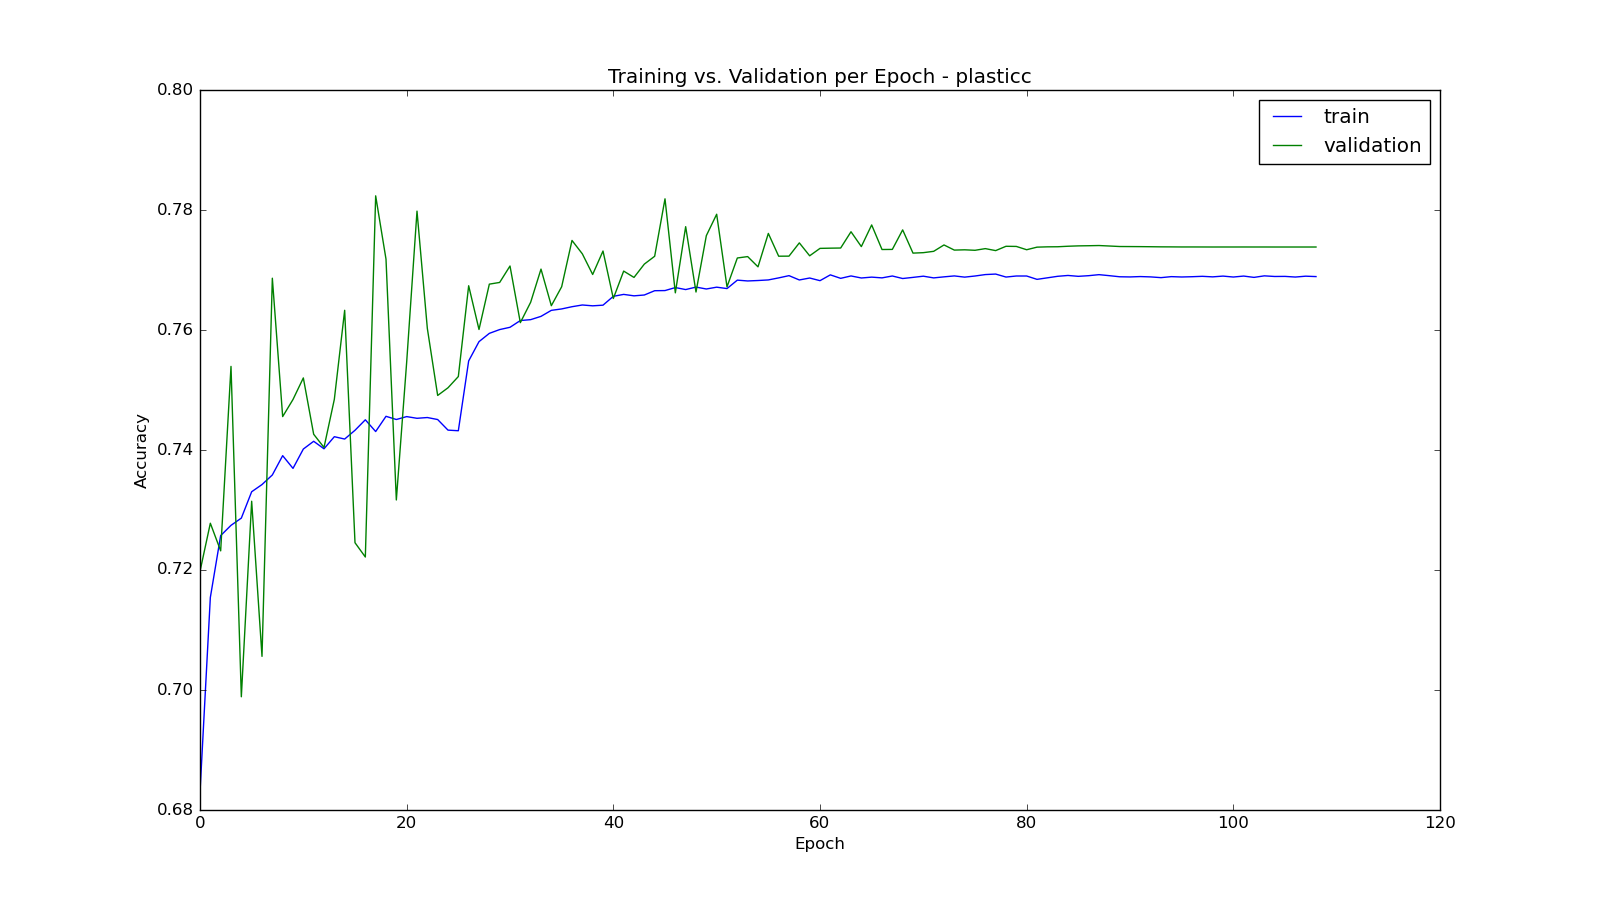 Training vs. Validation per Epoch - plasticc
train
validation
0.80
0.78
0.76
0.74
0.72
0.70
0.68
Accuracy
0 20 40 60 80 100 120
Epoch